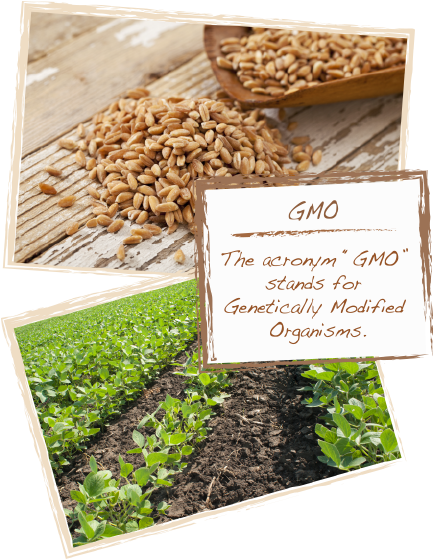 GMO
The acronym "GMO"
stands for
Genetically Modified
Organisms.